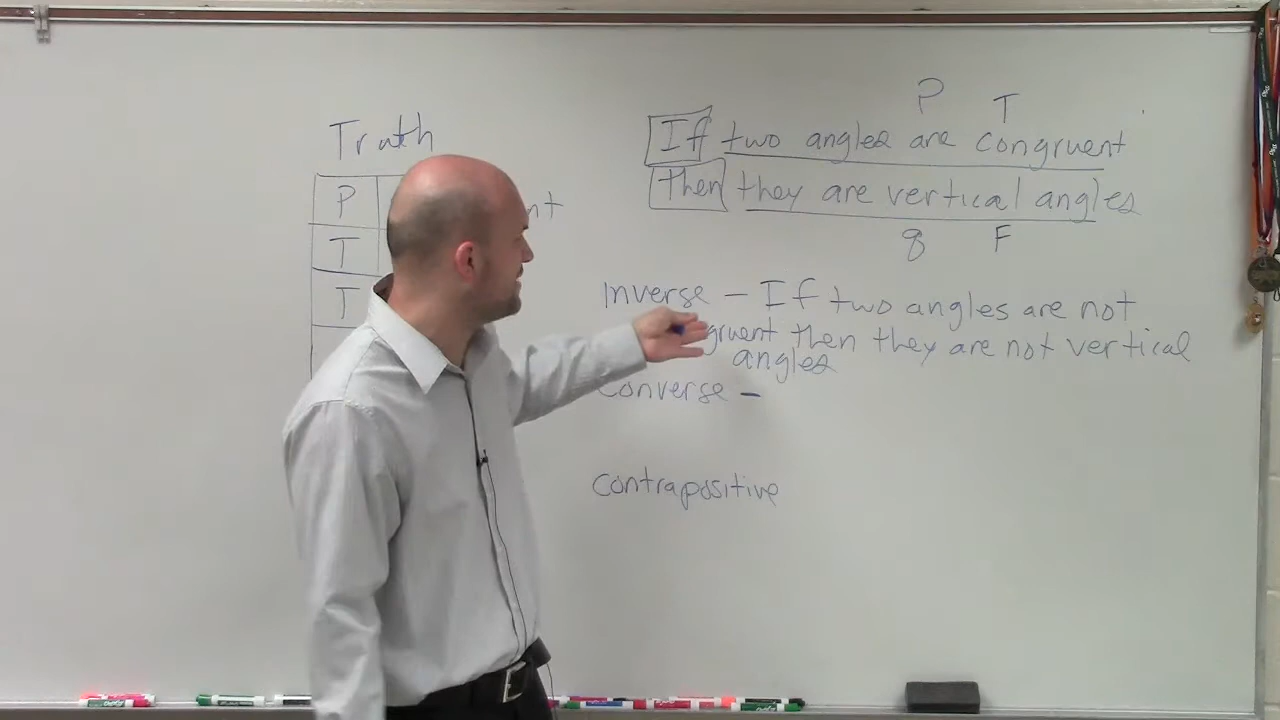 P T
If two angles are congruent
then they are vertical angles
q F
Truth
P
T
T
Inverse - If two angles are not
then they are not vertical
angles
Converse -
contrapositive